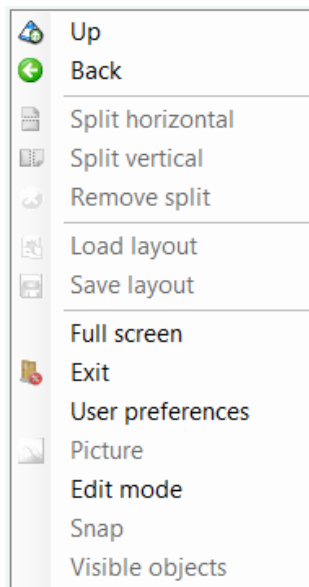 Up
Back
Split horizontal
Split vertical
Remove split
Load layout
Save layout
Full screen
Exit
User preferences
Picture
Edit mode
Snap
Visible objects